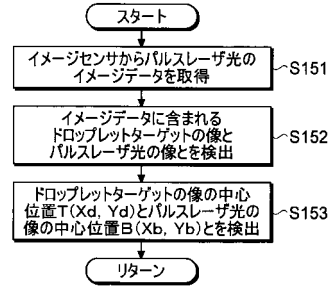 スタート
イメージセンサからパルスレーザ光の
イメージデータを取得
S151
イメージデータに含まれる
ドロップレットターゲットの像と
パルスレーザ光の像とを検出
S152
ドロップレットターゲットの像の中心
位置T(Xd, Yd)とパルスレーザ光の
像の中心位置B(Xb, Yb)とを検出
S153
リターン